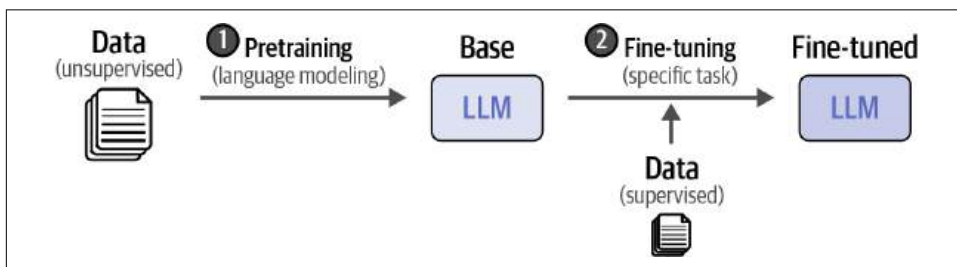 Data
(unsupervised)
1 Pretraining
(language modeling)
Base
LLM
2 Fine-tuning
(specific task)
Data
(supervised)
Fine-tuned
LLM